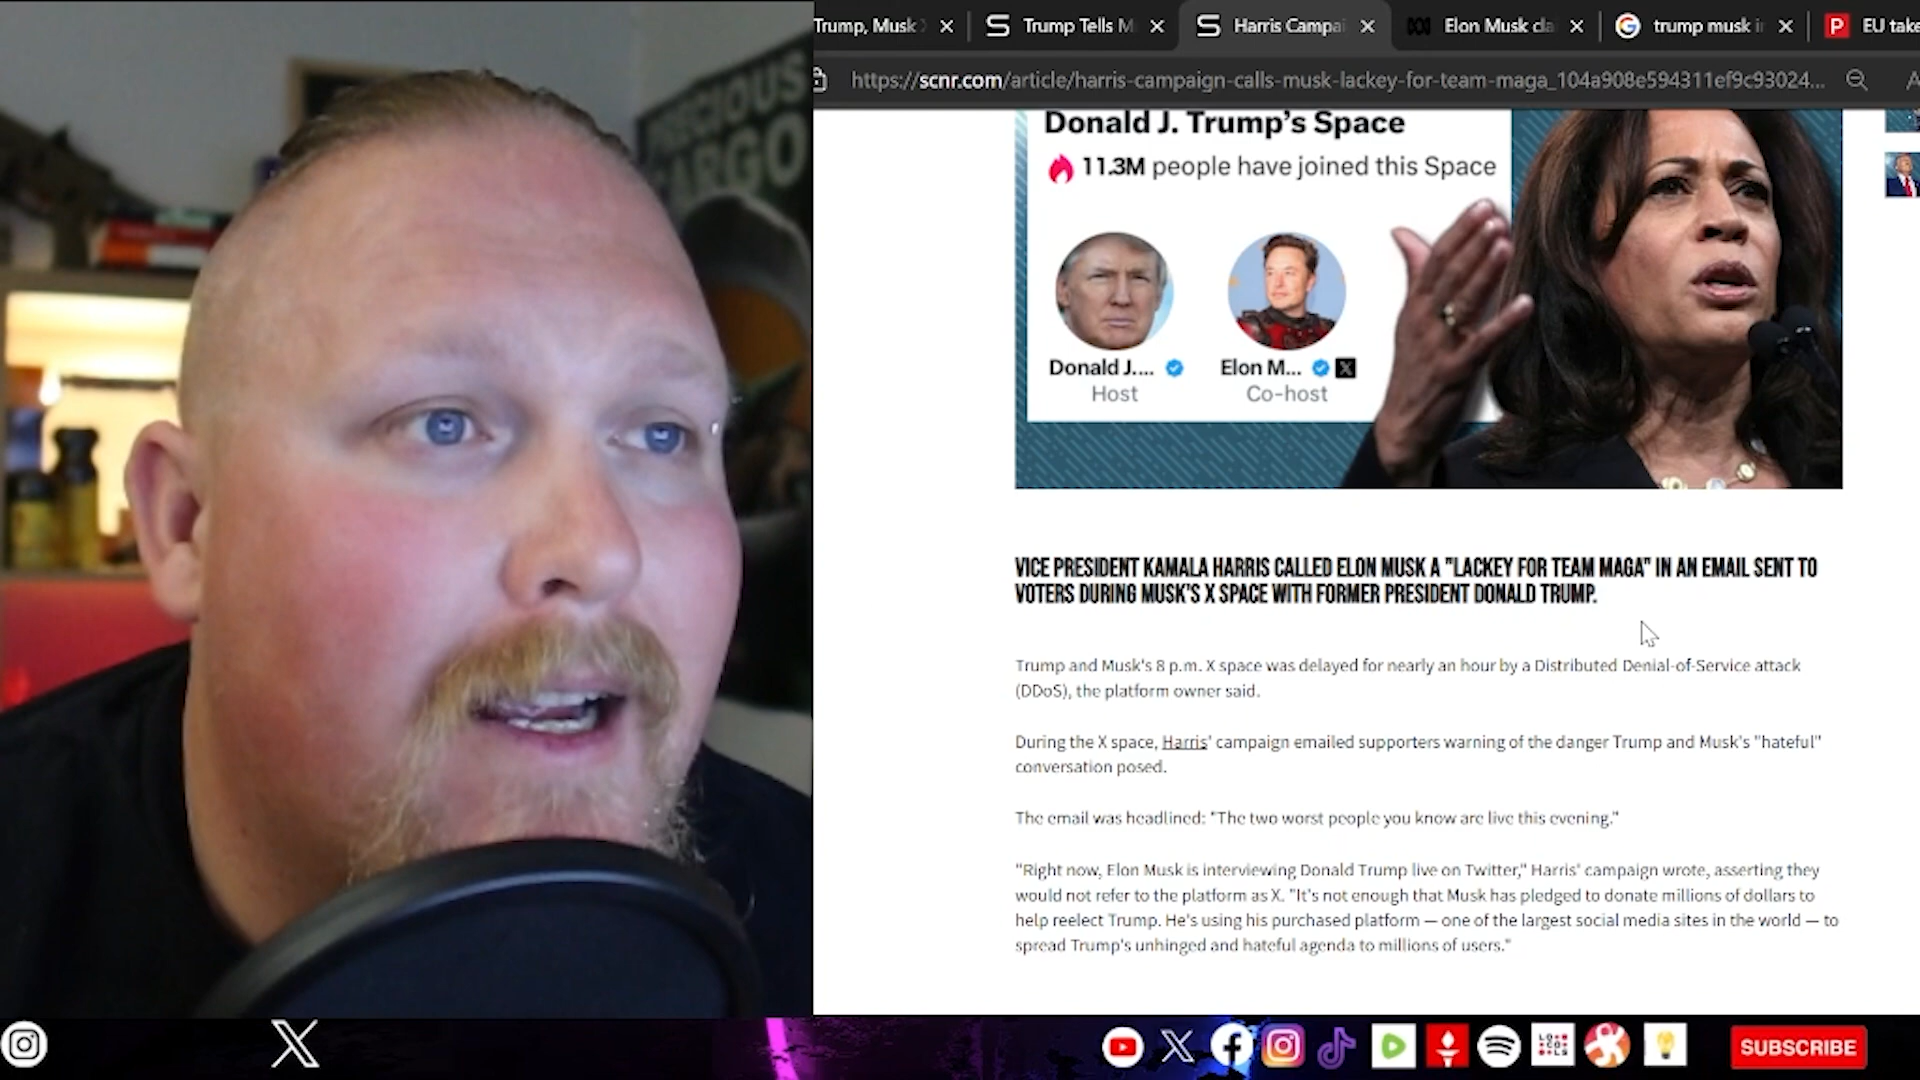 Trump, Musk
Trump Tells M
Harris Campai
Elon Musk cla
trump musk i
EU take
https://scnr.com/article/harris-campaign-calls-musk-lackey-for-team-maga_104a908e594311ef9c93024...
PRECIOUS
CARGO
Donald J. Trump's Space
11.3M people have joined this Space
Donald J....
Elon M...
Host
Co-host
VICE PRESIDENT KAMALA HARRIS CALLED ELON MUSK A "LACKEY FOR TEAM MAGA" IN AN EMAIL SENT TO
VOTERS DURING MUSK'S X SPACE WITH FORMER PRESIDENT DONALD TRUMP.
Trump and Musk's 8 p.m. X space was delayed for nearly an hour by a Distributed Denial-of-Service attack
(DDoS), the platform owner said.
During the X space, Harris' campaign emailed supporters warning of the danger Trump and Musk's "hateful"
conversation posed.
The email was headlined: "The two worst people you know are live this evening."
"Right now, Elon Musk is interviewing Donald Trump live on Twitter," Harris' campaign wrote, asserting they
would not refer to the platform as X. "It's not enough that Musk has pledged to donate millions of dollars to
help reelect Trump. He's using his purchased platform — one of the largest social media sites in the world — to
spread Trump's unhinged and hateful agenda to millions of users."
LOCALS
SUBSCRIBE